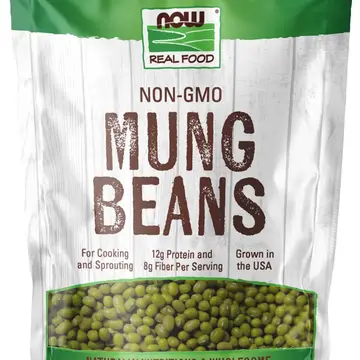 NOW
REAL FOOD
NON-GMO
MUNG
BEANS
For Cooking
and Sprouting
12g Protein and
8g Fiber Per Serving
Grown in
the USA